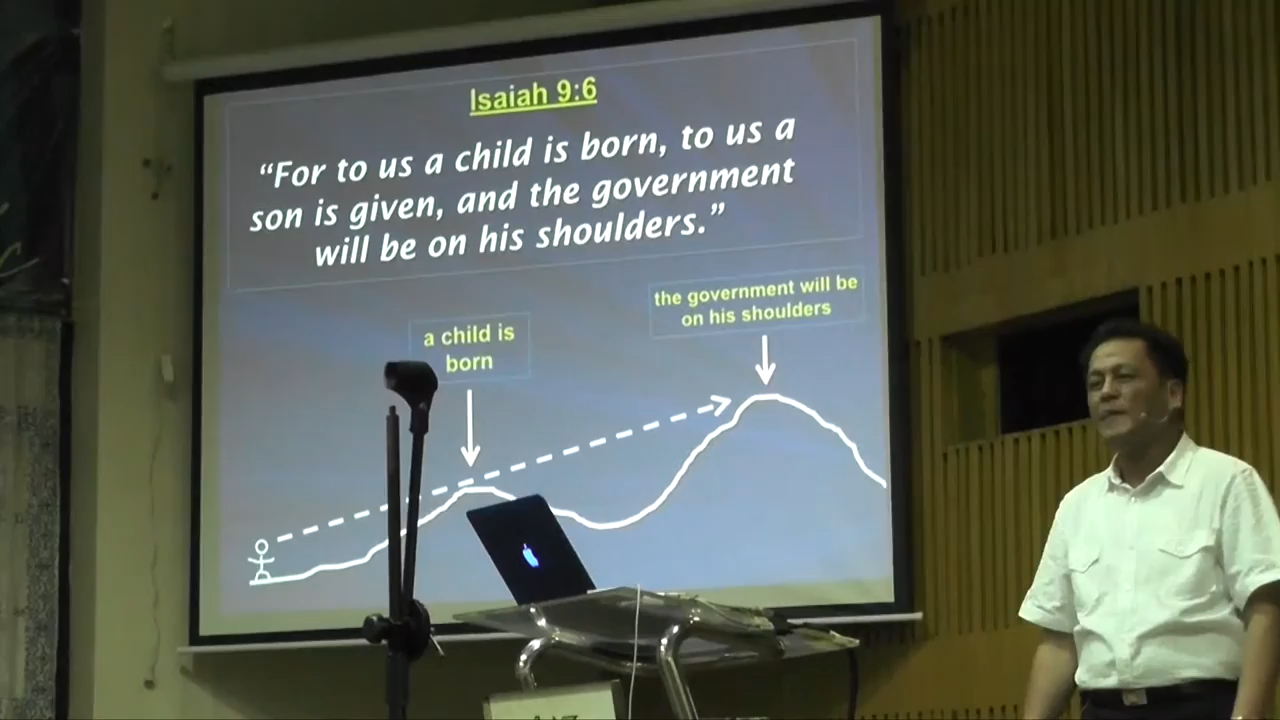 Isaiah 9:6
“For to us a child is born, to us a
son is given, and the government
will be on his shoulders.”
the government will be
on his shoulders
a child is
born